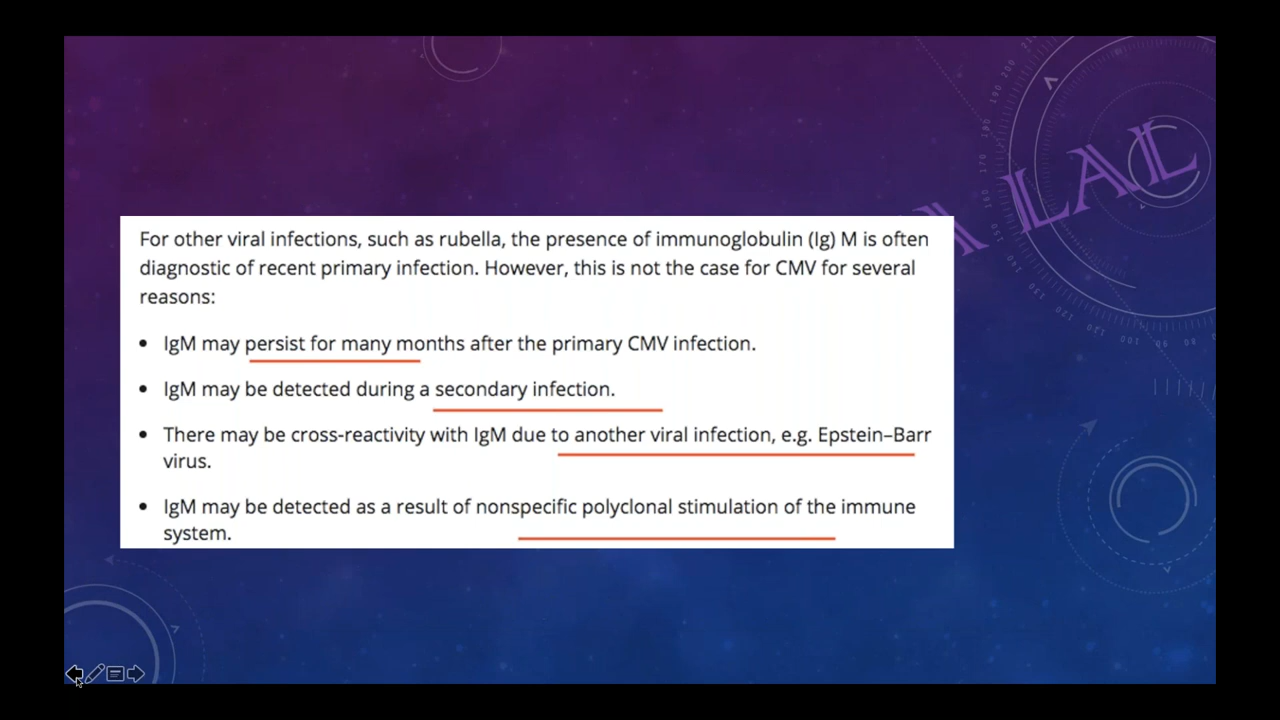 For other viral infections, such as rubella, the presence of immunoglobulin (Ig) M is often
diagnostic of recent primary infection. However, this is not the case for CMV for several
reasons:
• IgM may persist for many months after the primary CMV infection.
• IgM may be detected during a secondary infection.
• There may be cross-reactivity with IgM due to another viral infection, e.g. Epstein–Barr
virus.
• IgM may be detected as a result of nonspecific polyclonal stimulation of the immune
system.
A LAL